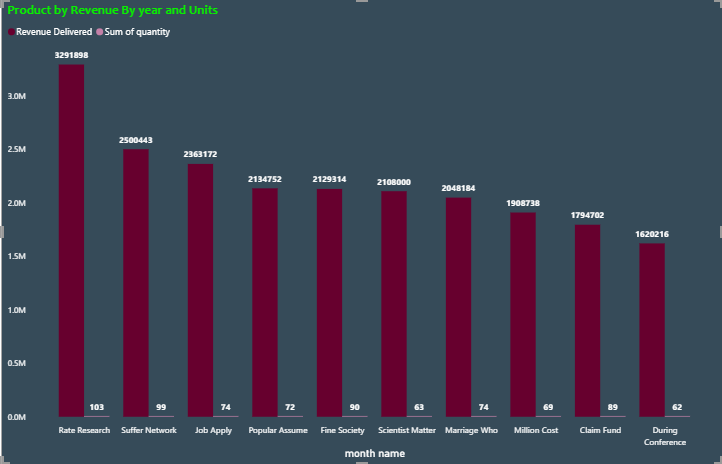 Product by Revenue By year and Units
Revenue Delivered Sum of quantity
3291898
2500443
2363172
2134752
2129314
2108000
2048184
1908738
1794702
1620216
3.0M
2.5M
2.0M
1.5M
1.0M
0.5M
0.0M
103
99
74
72
90
63
74
69
89
62
Rate Research
Suffer Network
Job Apply
Popular Assume
Fine Society
Scientist Matter
Marriage Who
Million Cost
Claim Fund
During
Conference
month name